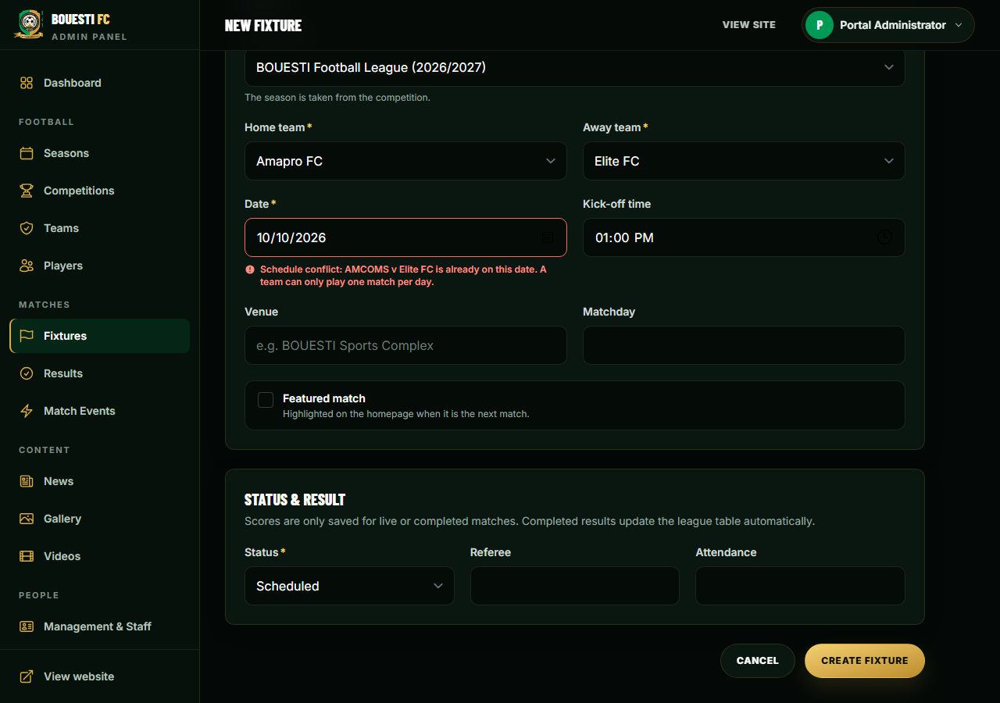 BOUESTI FC
ADMIN PANEL
Dashboard
FOOTBALL
Seasons
Competitions
Teams
Players
MATCHES
Fixtures
Results
Match Events
CONTENT
News
Gallery
Videos
PEOPLE
Management & Staff
View website
NEW FIXTURE
VIEW SITE
P
Portal Administrator
BOUESTI Football League (2026/2027)
The season is taken from the competition.
Home team *
Away team *
Amapro FC
Elite FC
Date *
Kick-off time
10/10/2026
01:00 PM
Schedule conflict: AMCOMS v Elite FC is already on this date. A
team can only play one match per day.
Venue
Matchday
e.g. BOUESTI Sports Complex
Featured match
Highlighted on the homepage when it is the next match.
STATUS & RESULT
Scores are only saved for live or completed matches. Completed results update the league table automatically.
Status *
Referee
Attendance
Scheduled
CANCEL
CREATE FIXTURE